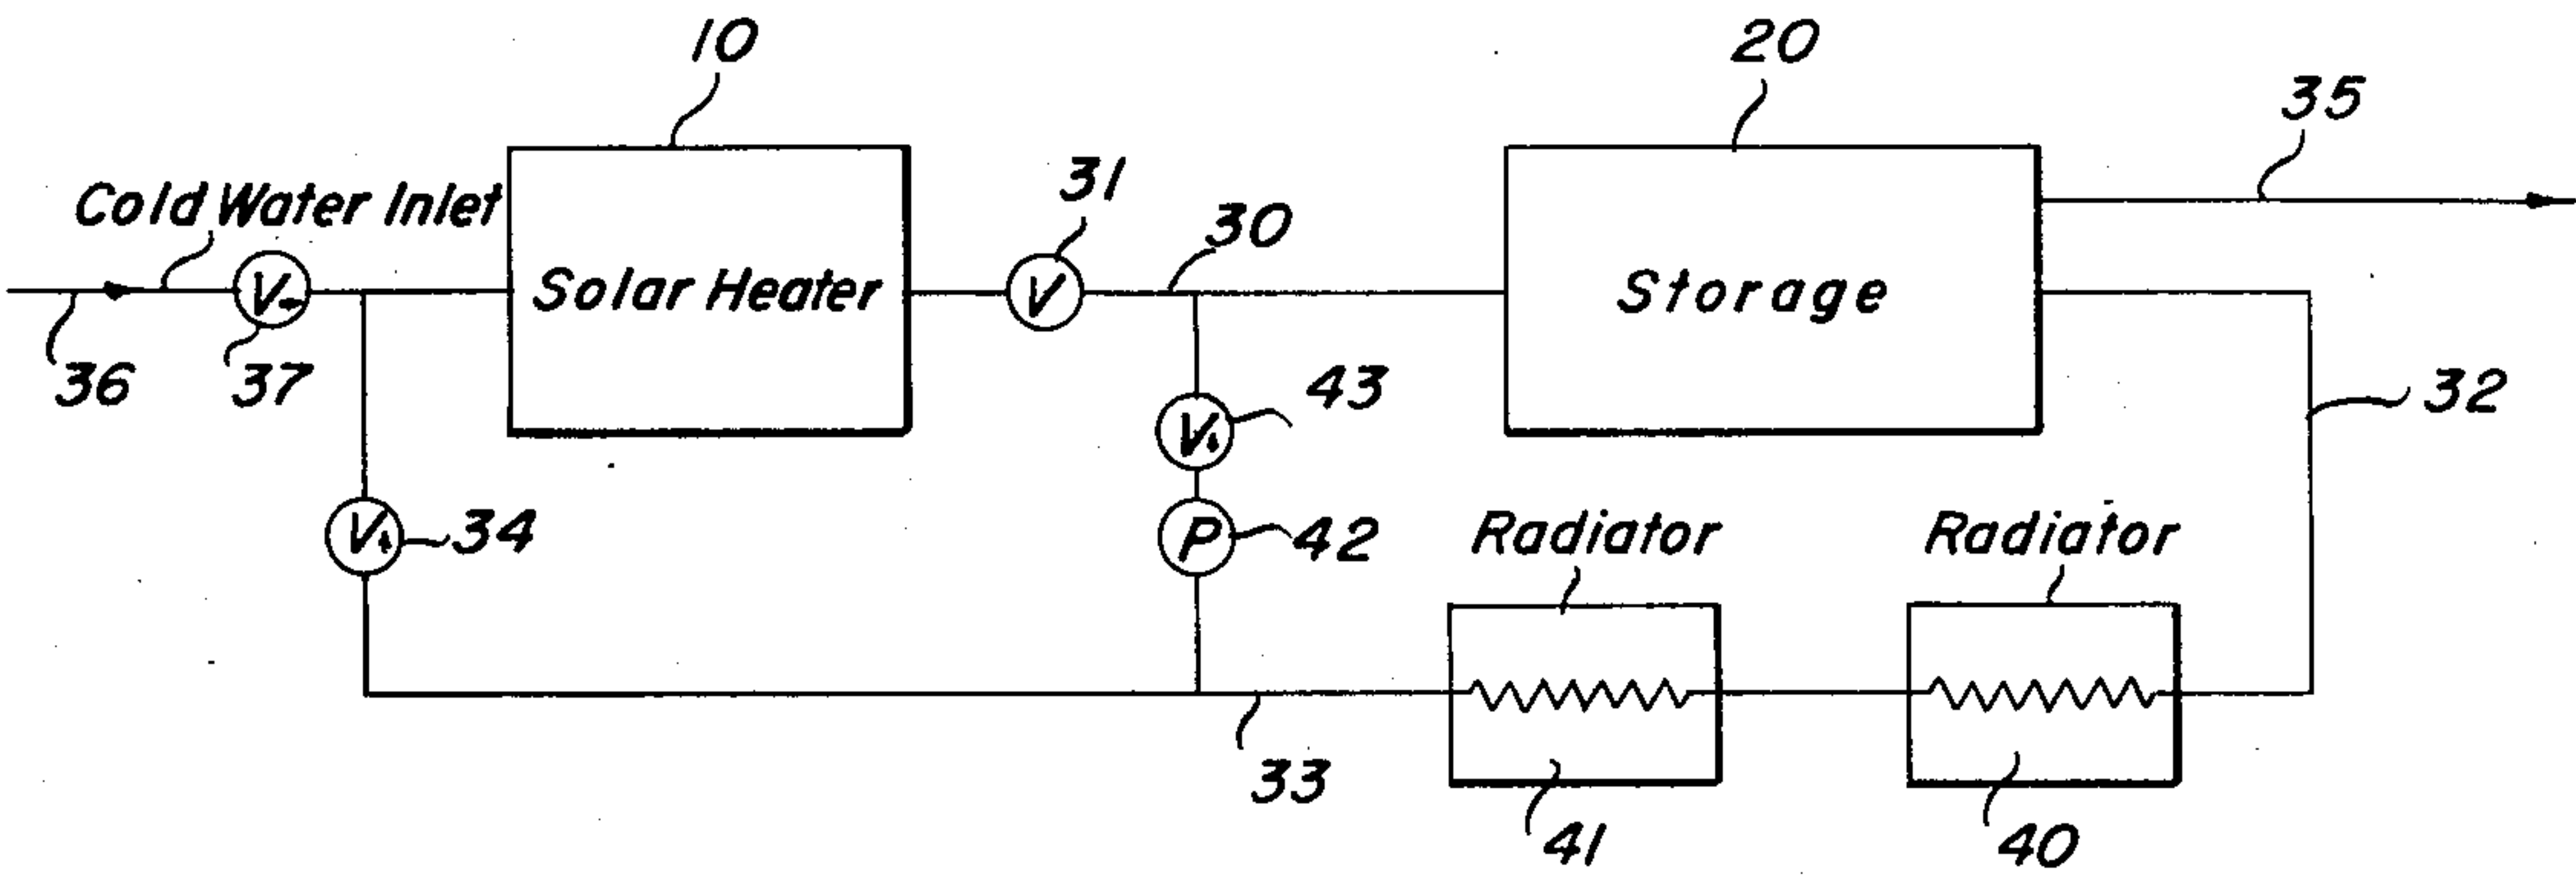 10
20
35
Cold Water Inlet
31
30
Solar Heater
V
V
Storage
36
37
43
32
V
V
34
P
42
Radiator
Radiator
33
41
40